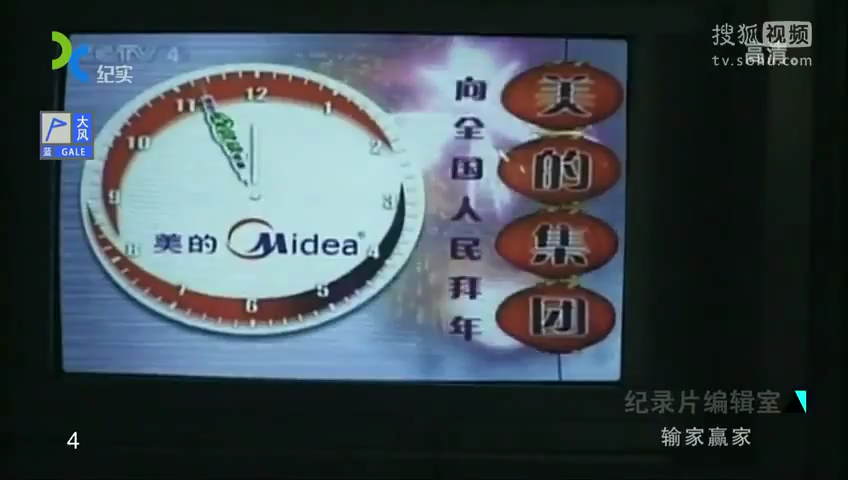 搜狐视频
tv.sohu.com
高清
CCTV 4
纪实
大风
蓝 GALE
12
1
2
3
4
5
6
7
8
9
10
11
美的 Midea®
向全国人民拜年
美的集团
纪录片编辑室
输家赢家
4